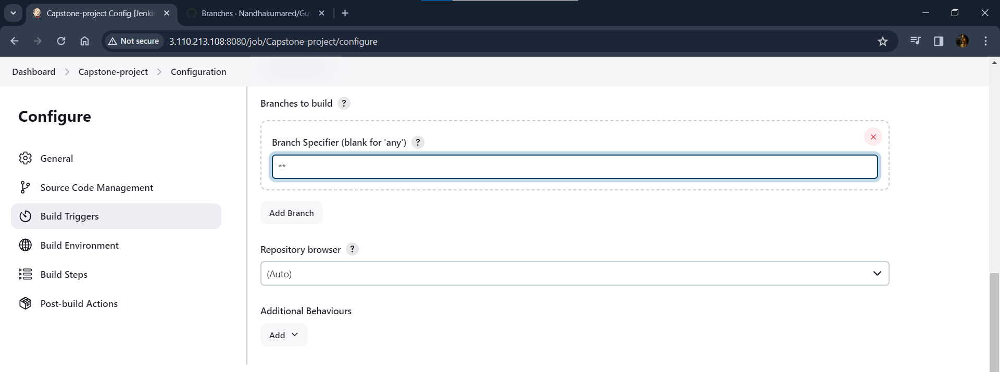 Capstone-project Config [Jenkin
Branches · Nandhakumared/Guv
Not secure
3.110.213.108:8080/job/Capstone-project/configure
Dashboard
Capstone-project
Configuration
Configure
General
Source Code Management
Build Triggers
Build Environment
Build Steps
Post-build Actions
Branches to build ?
Branch Specifier (blank for 'any') ?
**
Add Branch
Repository browser ?
(Auto)
Additional Behaviours
Add